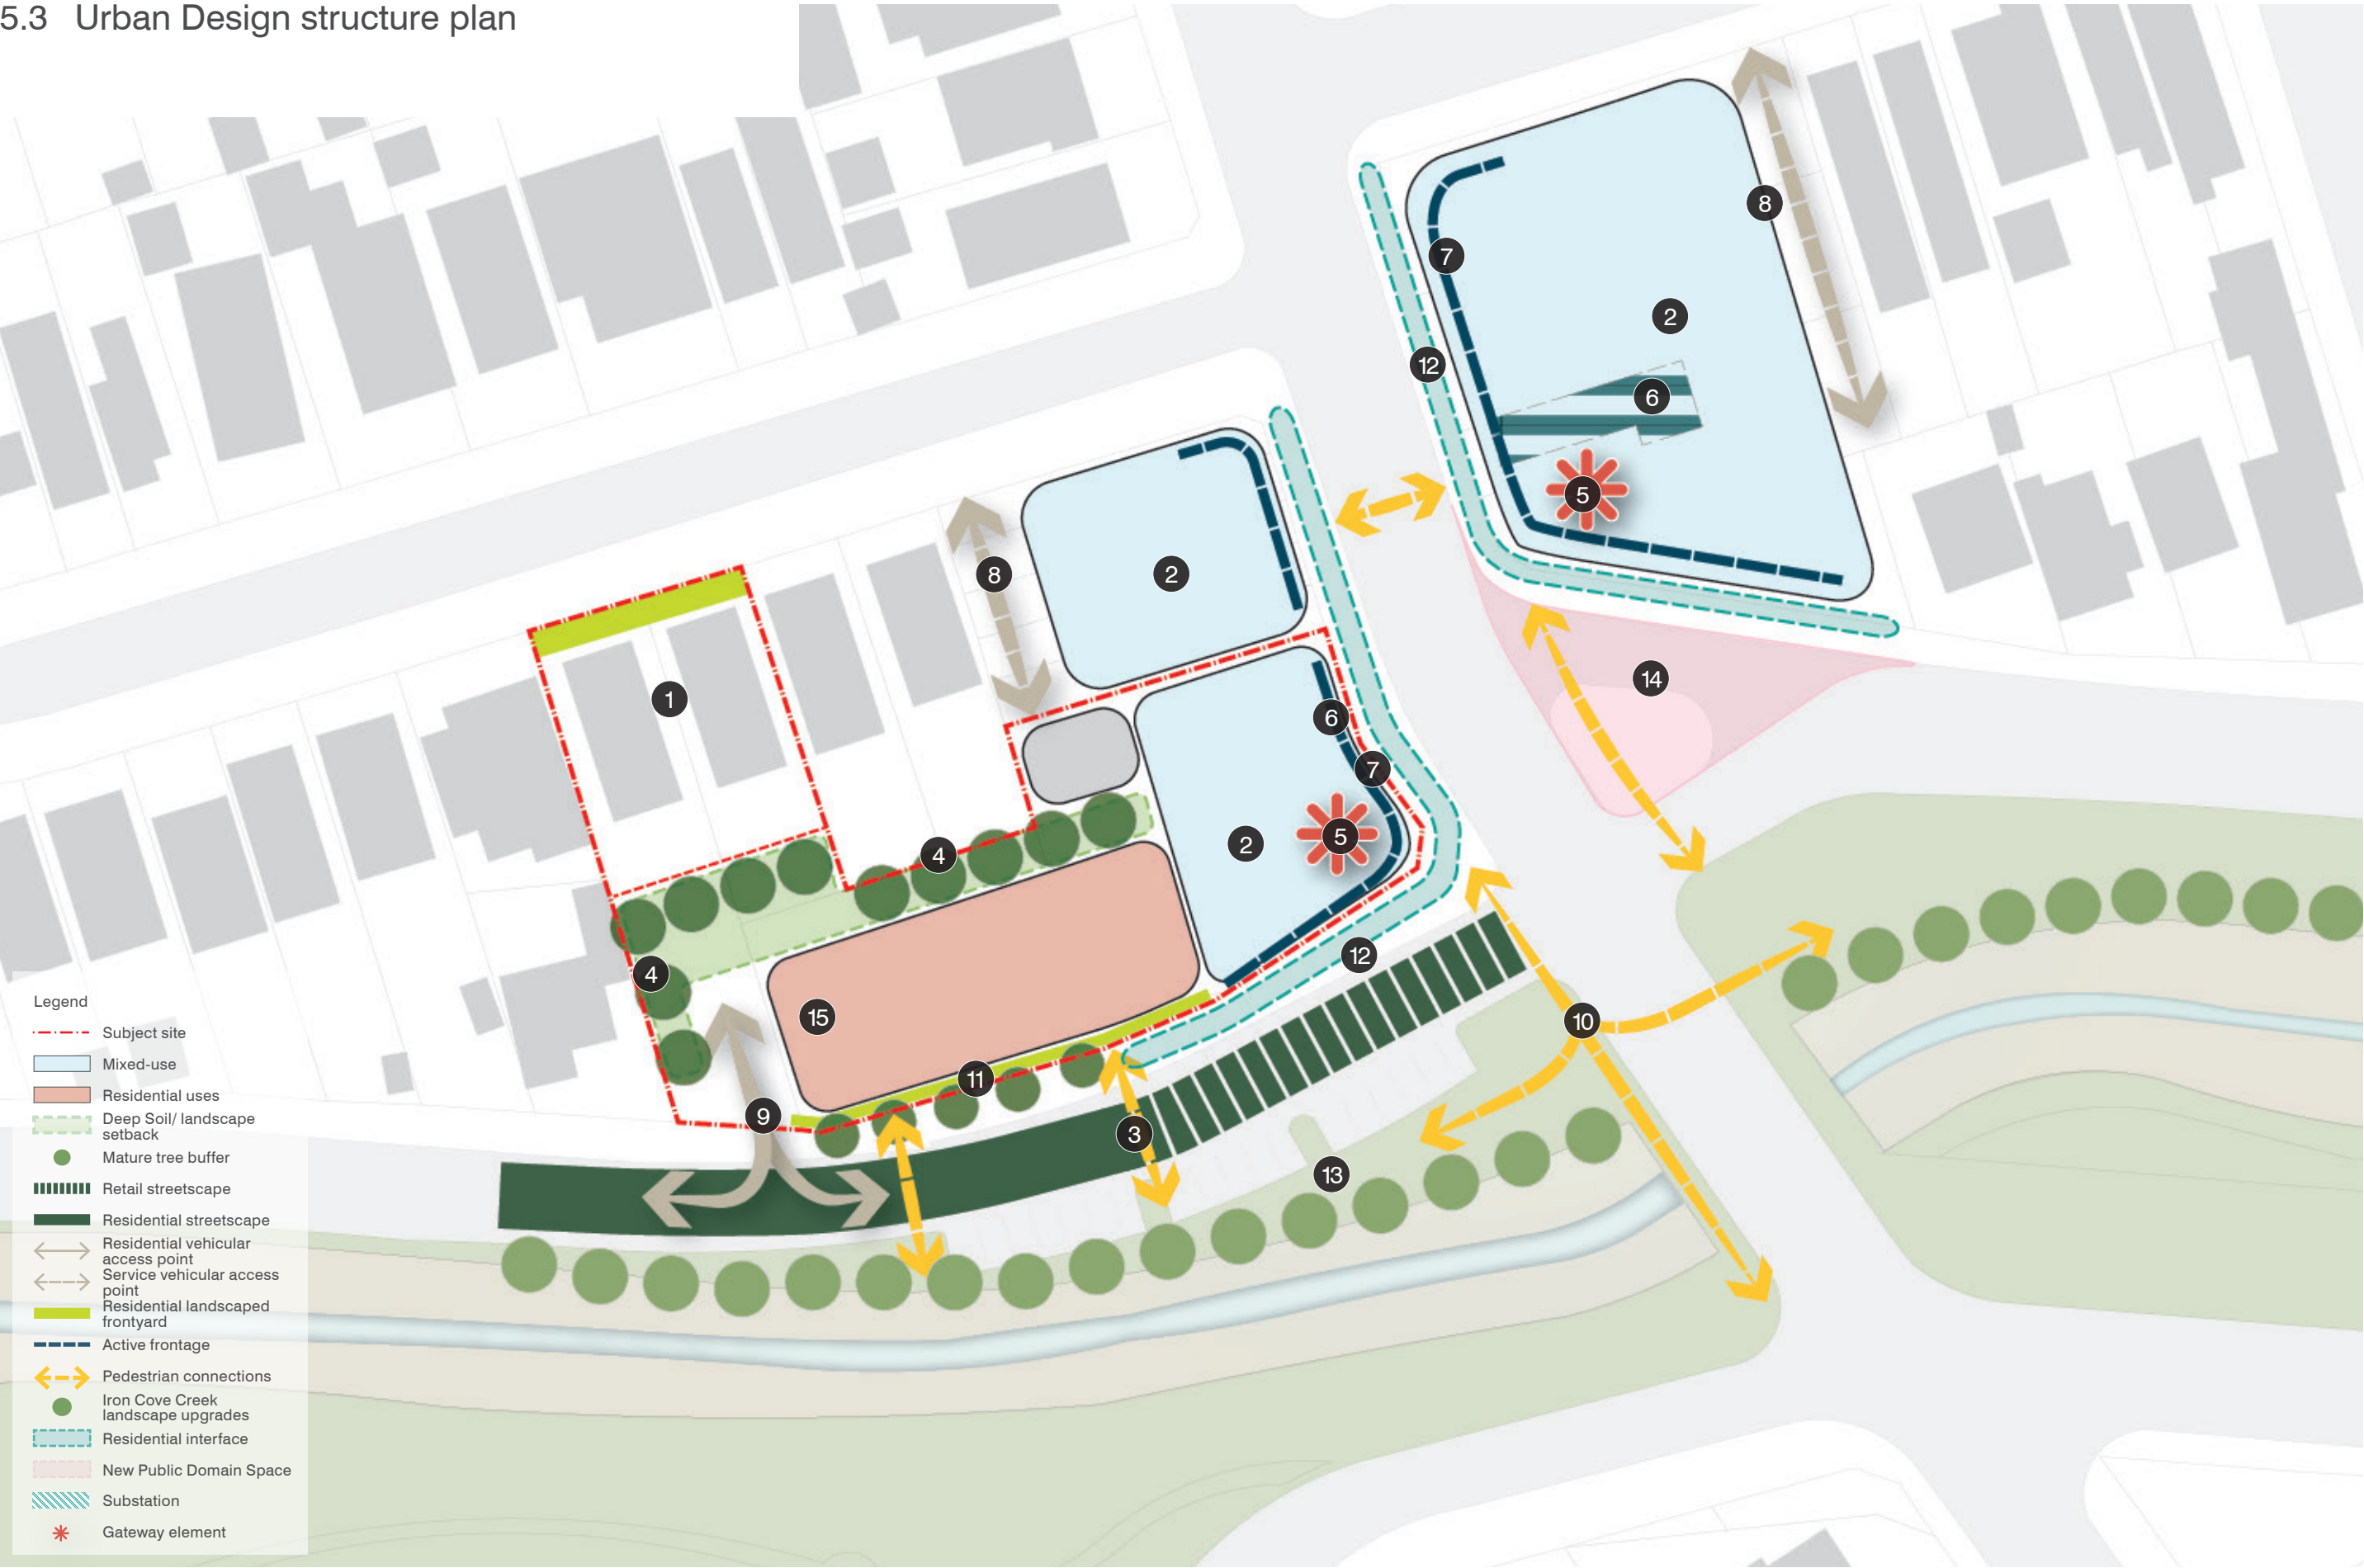 5.3 Urban Design structure plan
8
7
2
12
6
5
2
8
14
1
6
7
4
2
5
4
12
15
10
11
9
3
13
Legend
Subject site
Mixed-use
Residential uses
Deep Soil/ landscape
setback
Mature tree buffer
Retail streetscape
Residential streetscape
Residential vehicular
access point
Service vehicular access
point
Residential landscaped
frontyard
Active frontage
Pedestrian connections
Iron Cove Creek
landscape upgrades
Residential interface
New Public Domain Space
Substation
Gateway element